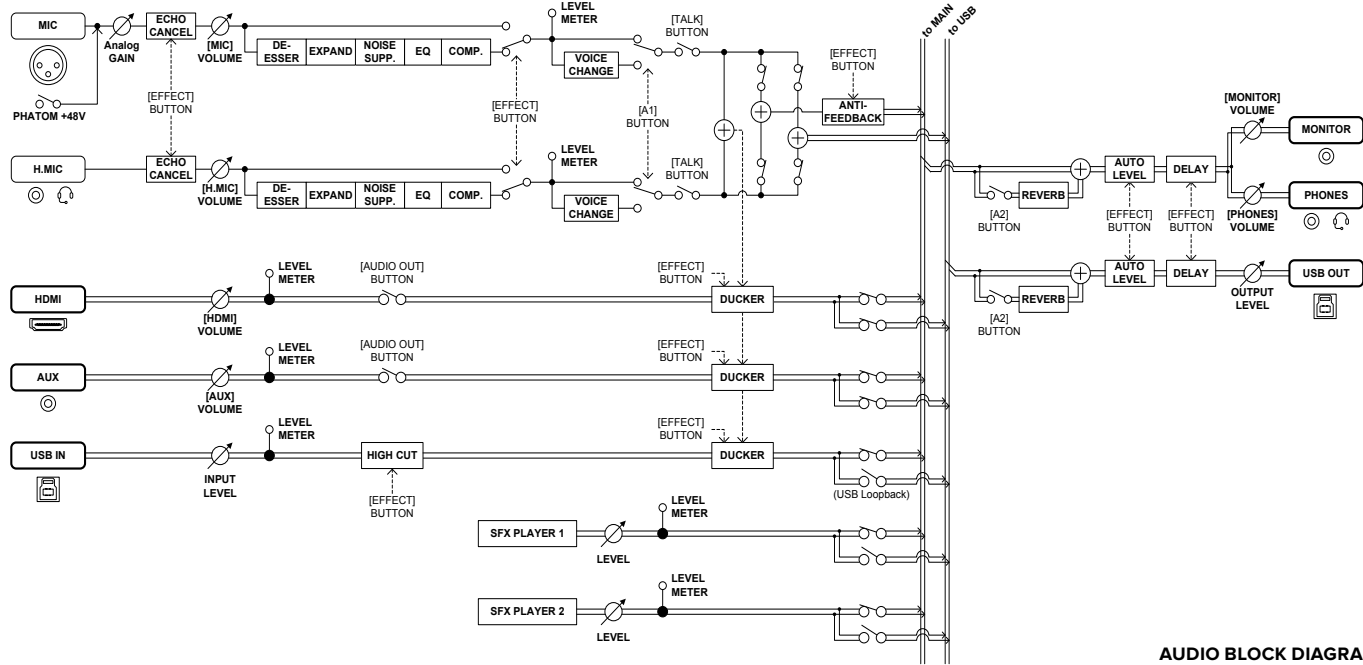 MIC
PHATOM +48V
Analog
GAIN
ECHO
CANCEL
[MIC]
VOLUME
DE-
ESSER
EXPAND
NOISE
SUPP.
EQ
COMP.
LEVEL
METER
VOICE
CHANGE
[TALK]
BUTTON
[EFFECT]
BUTTON
[EFFECT]
BUTTON
[A1]
BUTTON
[EFFECT]
BUTTON
ANTI-
FEEDBACK
to MAIN
to USB
H.MIC
ECHO
CANCEL
[H.MIC]
VOLUME
DE-
ESSER
EXPAND
NOISE
SUPP.
EQ
COMP.
LEVEL
METER
VOICE
CHANGE
[TALK]
BUTTON
HDMI
[HDMI]
VOLUME
LEVEL
METER
[AUDIO OUT]
BUTTON
[EFFECT]
BUTTON
DUCKER
AUX
[AUX]
VOLUME
LEVEL
METER
[AUDIO OUT]
BUTTON
[EFFECT]
BUTTON
DUCKER
USB IN
INPUT
LEVEL
LEVEL
METER
HIGH CUT
[EFFECT]
BUTTON
[EFFECT]
BUTTON
DUCKER
(USB Loopback)
SFX PLAYER 1
LEVEL
LEVEL
METER
SFX PLAYER 2
LEVEL
LEVEL
METER
[A2]
BUTTON
REVERB
AUTO
LEVEL
DELAY
[MONITOR]
VOLUME
MONITOR
[PHONES]
VOLUME
PHONES
[EFFECT]
BUTTON
[EFFECT]
BUTTON
[A2]
BUTTON
REVERB
AUTO
LEVEL
DELAY
OUTPUT
LEVEL
USB OUT
AUDIO BLOCK DIAGRA